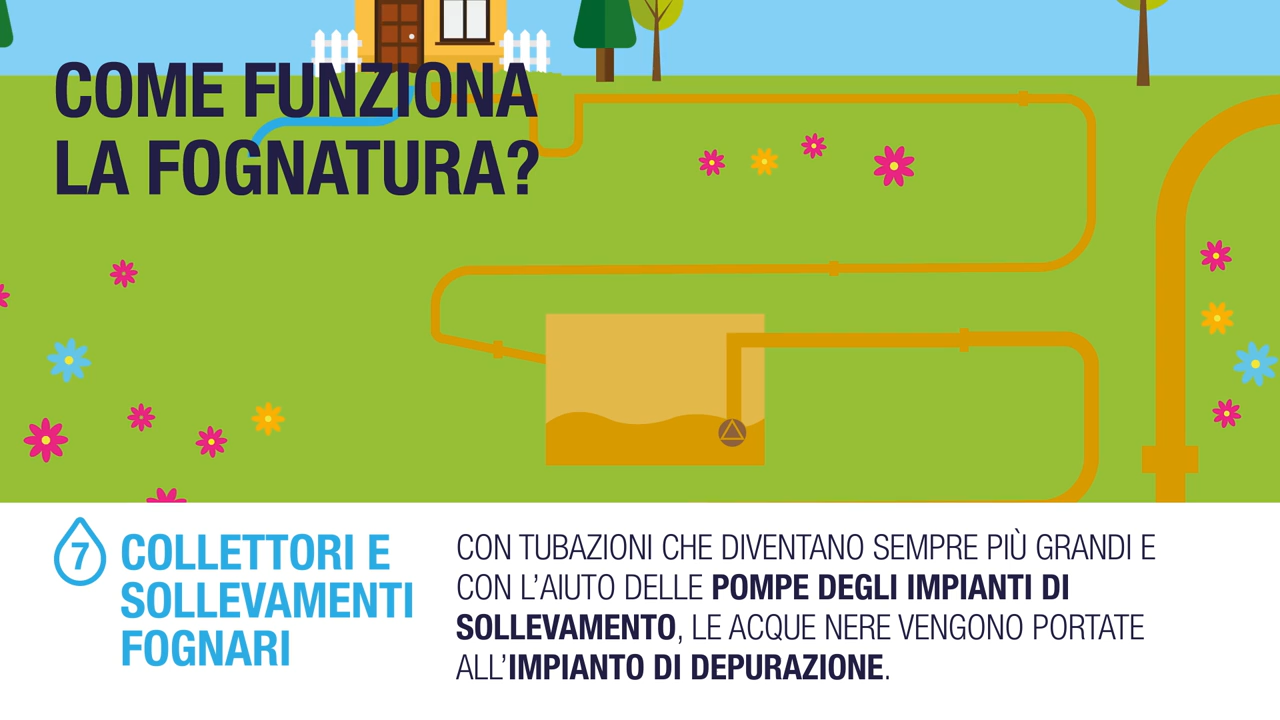 COME FUNZIONA
LA FOGNATURA?
7
COLLETTORI E
SOLLEVAMENTI
FOGNARI
CON TUBAZIONI CHE DIVENTANO SEMPRE PIÙ GRANDI E
CON L’AIUTO DELLE POMPE DEGLI IMPIANTI DI
SOLLEVAMENTO, LE ACQUE NERE VENGONO PORTATE
ALL’IMPIANTO DI DEPURAZIONE.